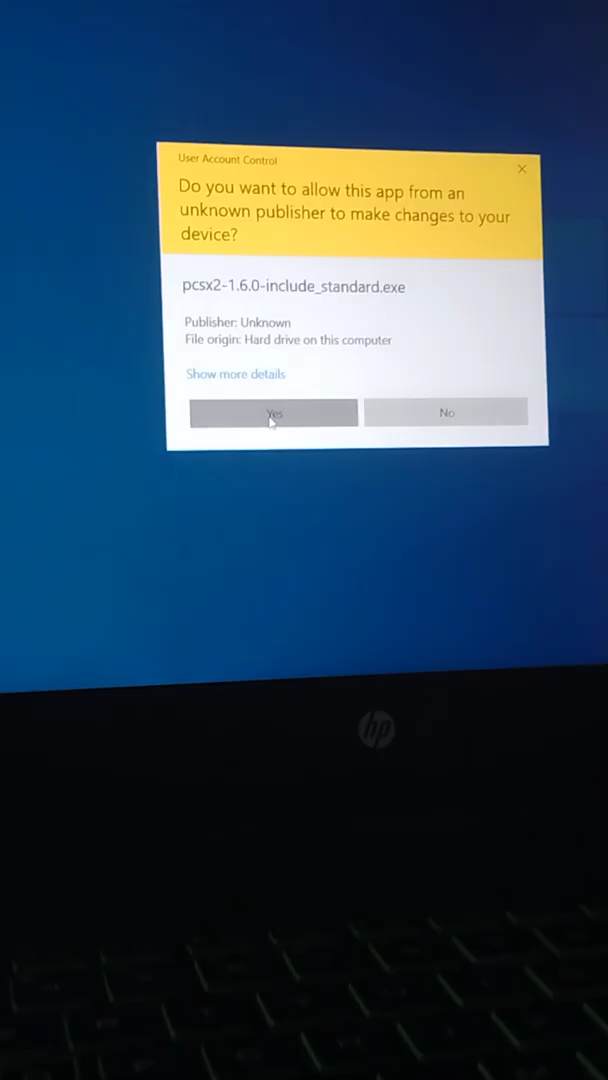 User Account Control
Do you want to allow this app from an
unknown publisher to make changes to your
device?
pcsx2-1.6.0-include_standard.exe
Publisher: Unknown
File origin: Hard drive on this computer
Show more details
Yes
No
hp